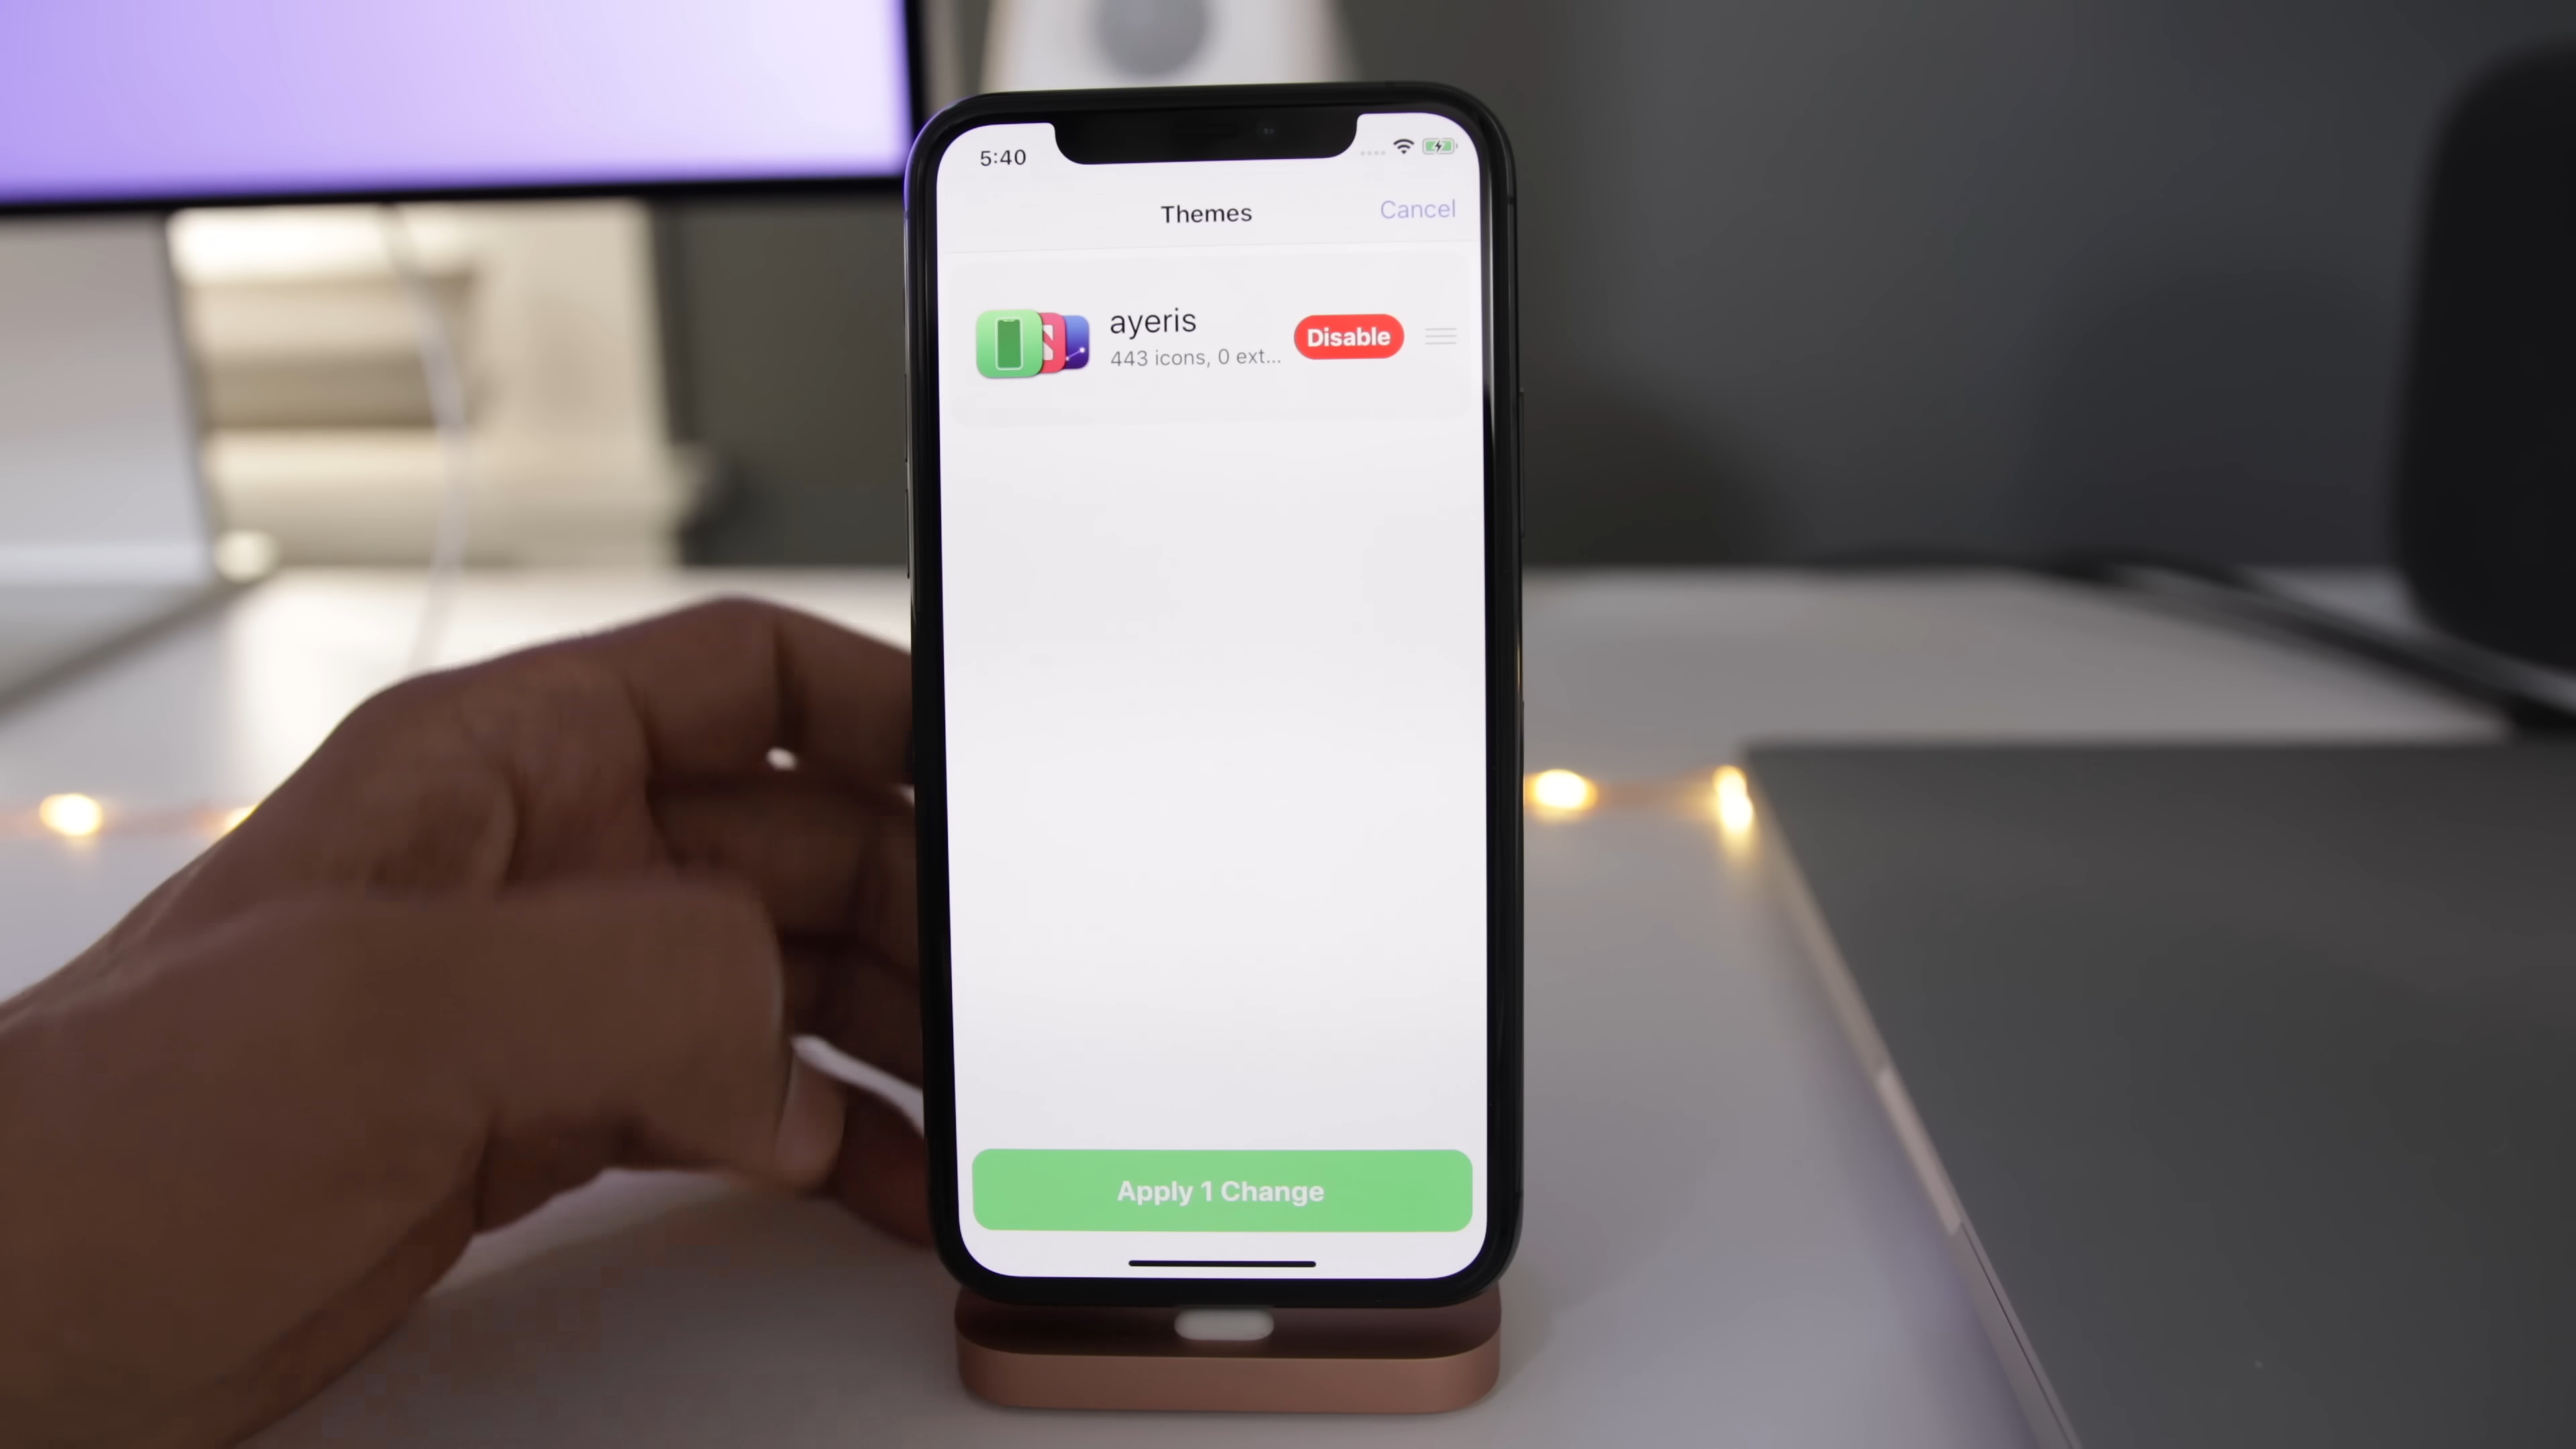 5:40
Themes
Cancel
ayeris
443 icons, 0 ext...
Disable
Apply 1 Change